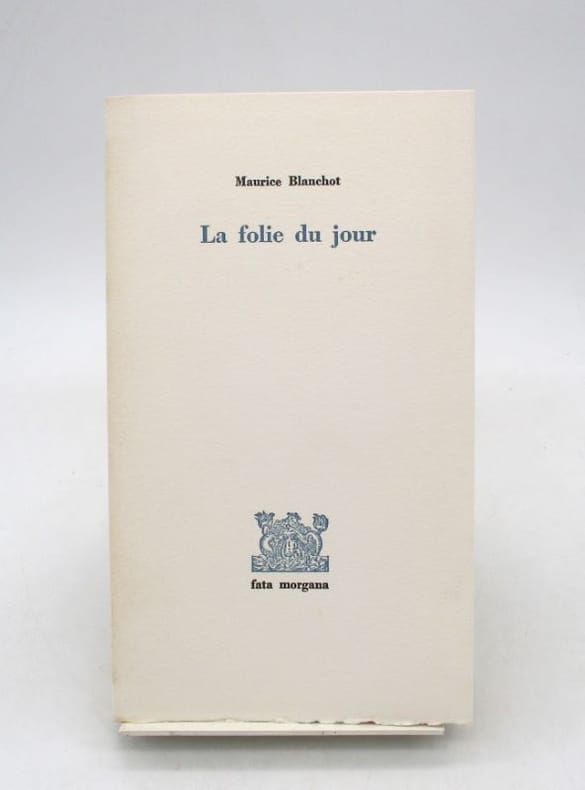 Maurice Blanchot
La folie du jour
fata morgana